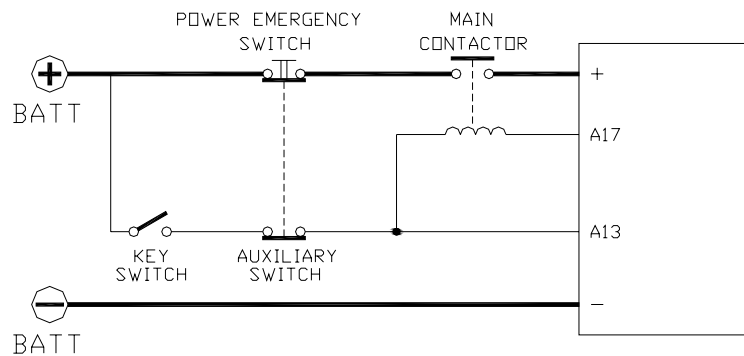 POWER EMERGENCY
SWITCH
MAIN
CONTACTOR
+
BATT
+
A17
A13
KEY
SWITCH
AUXILIARY
SWITCH
−
−
BATT